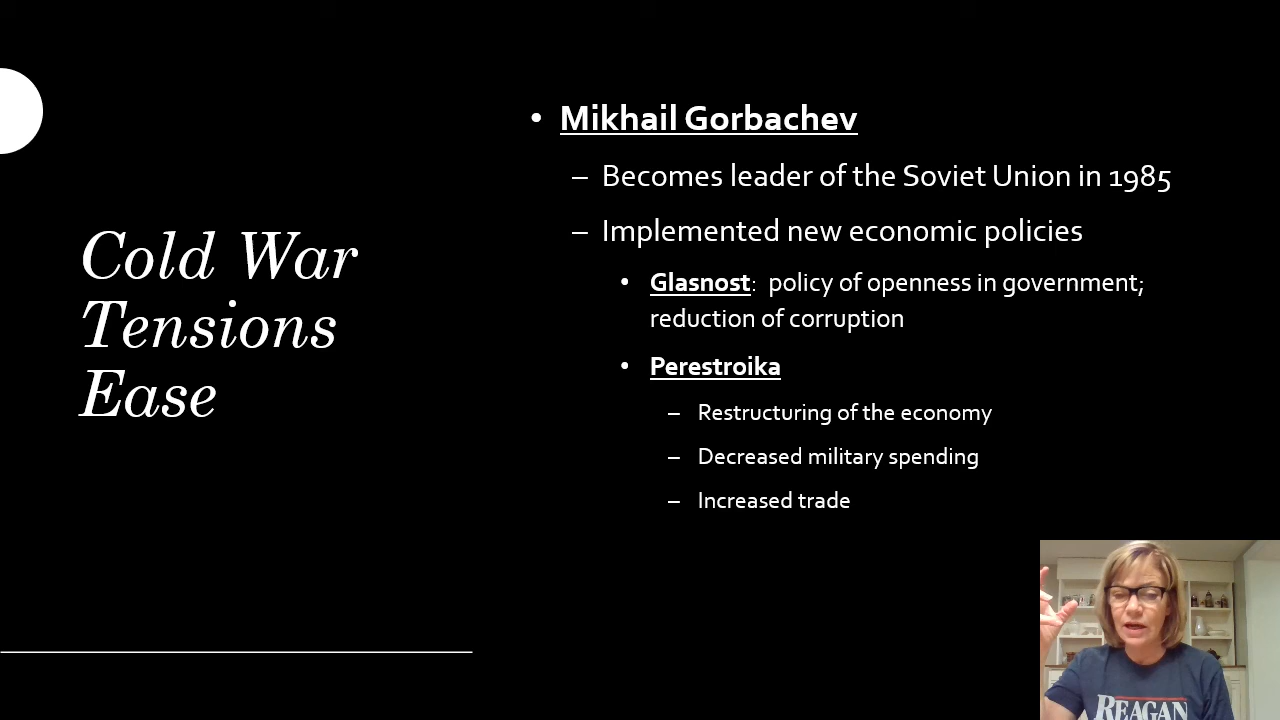 Cold War
Tensions
Ease
• Mikhail Gorbachev
– Becomes leader of the Soviet Union in 1985
– Implemented new economic policies
• Glasnost:  policy of openness in government;
reduction of corruption
• Perestroika
– Restructuring of the economy
– Decreased military spending
– Increased trade
REAGAN